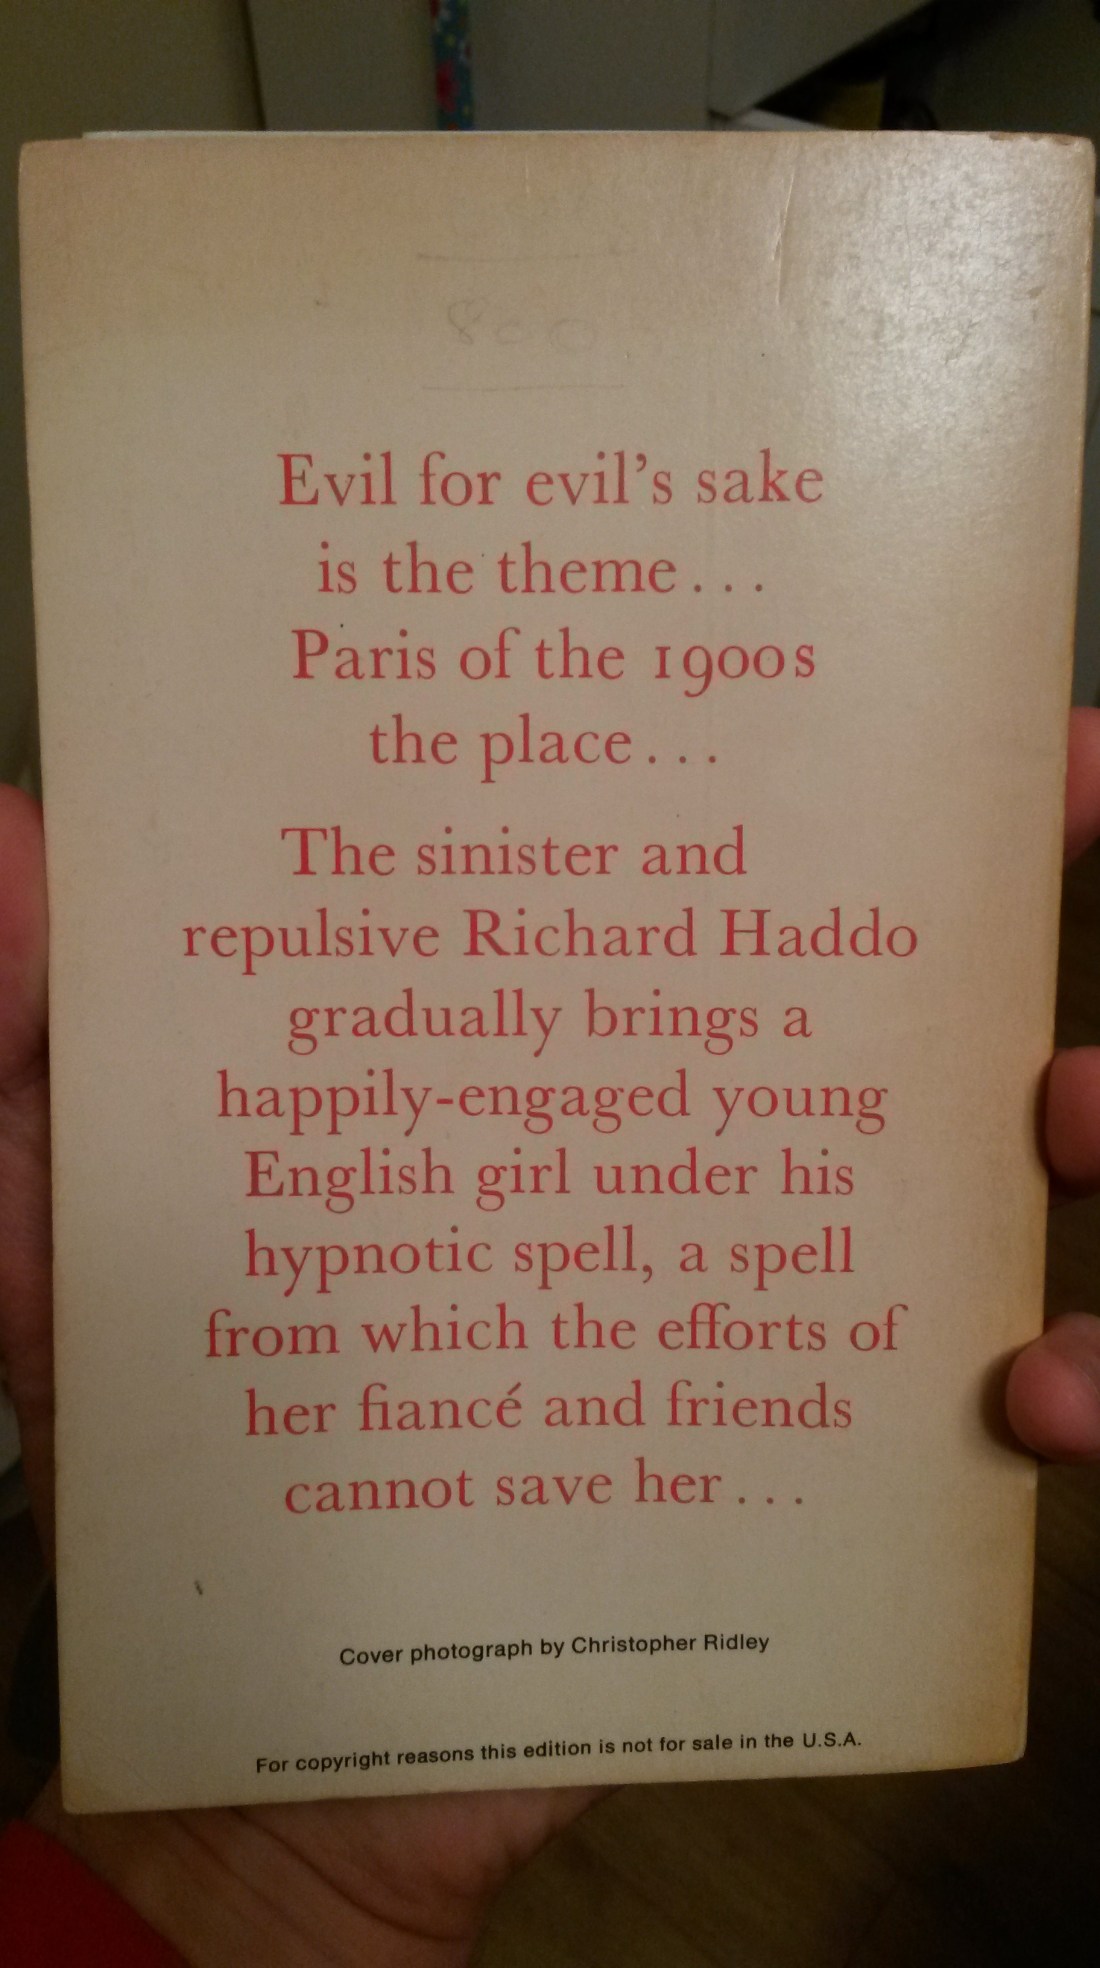 800
Evil for evil’s sake
is the theme...
Paris of the 1900s
the place...
The sinister and
repulsive Richard Haddo
gradually brings a
happily-engaged young
English girl under his
hypnotic spell, a spell
from which the efforts of
her fiancé and friends
cannot save her...
Cover photograph by Christopher Ridley
For copyright reasons this edition is not for sale in the U.S.A.